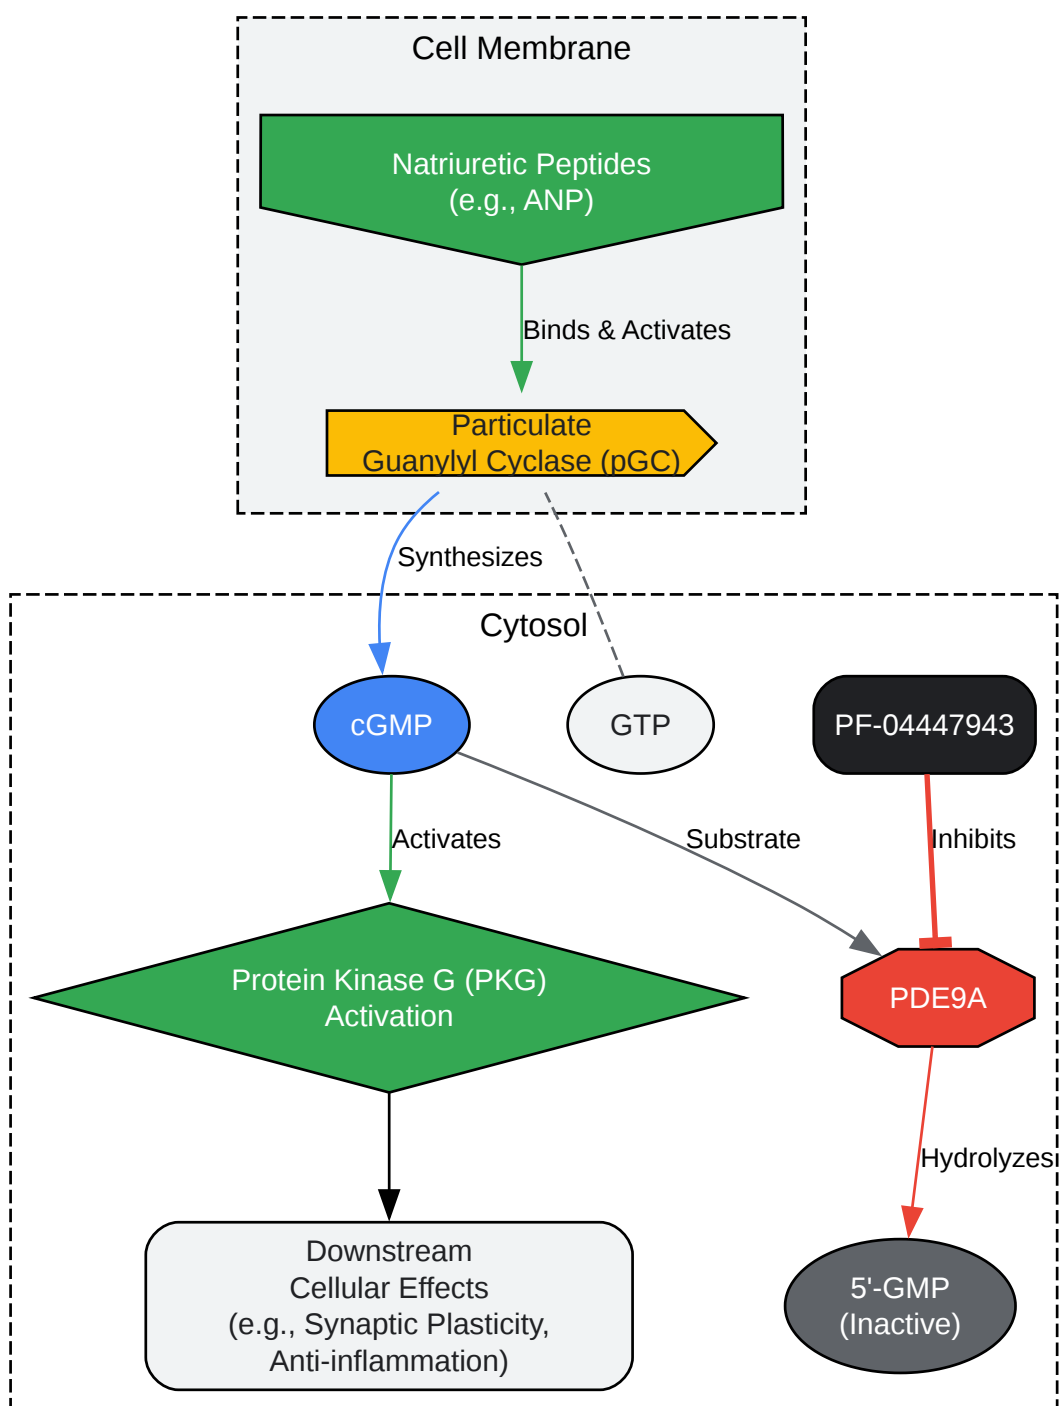 Cell Membrane
Natriuretic Peptides
(e.g., ANP)
Binds & Activates
Particulate
Guanylyl Cyclase (pGC)
Synthesizes
Cytosol
cGMP
GTP
PF-04447943
Activates
Substrate
Inhibits
Protein Kinase G (PKG)
Activation
PDE9A
Hydrolyzes
Downstream
Cellular Effects
(e.g., Synaptic Plasticity,
Anti-inflammation)
5'-GMP
(Inactive)